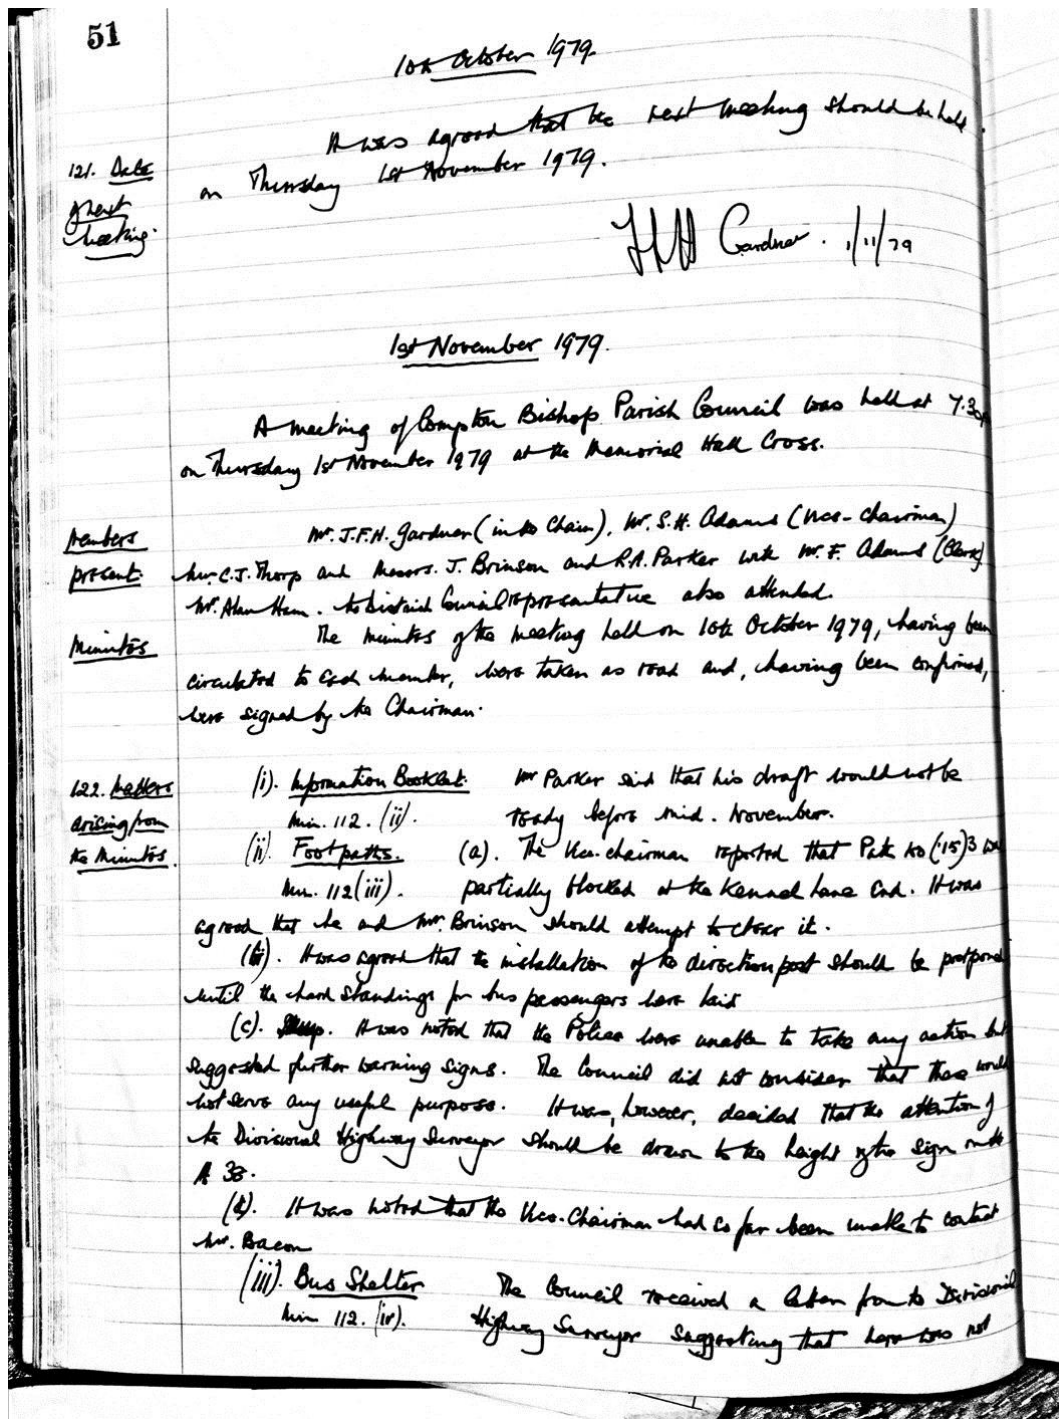 51
10th October 1979.
It was agreed that the next meeting should be held
121. Date
of next
meeting.
on Thursday 1st November 1979.
Gardner. 1/11/79
1st November 1979.
A meeting of Compton Bishop Parish Council was held at 7.30p
on Thursday 1st November 1979 at the Memorial Hall Cross.
Members
present.
Mr. J.F.H. Gardner (in the Chair), Mr. S.H. Adams (Vice-Chairman)
Mr. C.J. Thorp and Messrs. J. Brinson and R.A. Parker with Mr. F. Adams (Clerk)
Mr. Alan Ham. the District Council representative also attended.
Minutes
The minutes of the meeting held on 10th October 1979, having been
circulated to each member, were taken as read and, having been confirmed,
were signed by the Chairman.
122. Matters
arising from
the Minutes.
(i). Information Booklet. Mr Parker said that his draft would not be
Min. 112. (ii). ready before mid. November.
(ii). Footpaths. (a). The Vice-chairman reported that Path No (15)3 was
Min. 112 (iii). partially blocked at the Kennel Lane end. It was
agreed that he and Mr. Brinson should attempt to clear it.
(b). It was agreed that the installation of the direction post should be postponed
until the hard standings for bus passengers were laid
(c). It was noted that the Police were unable to take any action but
suggested further warning signs. The Council did not consider that these would
not serve any useful purpose. It was, however, decided that the attention of
the Divisional Highway Surveyor should be drawn to the height of the sign on the
A 38.
(d). It was noted that the Vice-Chairman had so far been unable to contact
Mr. Bacon
(iii). Bus Shelter The Council received a letter from the Divisional
Min 112. (iv). Highway Surveyor suggesting that here was not